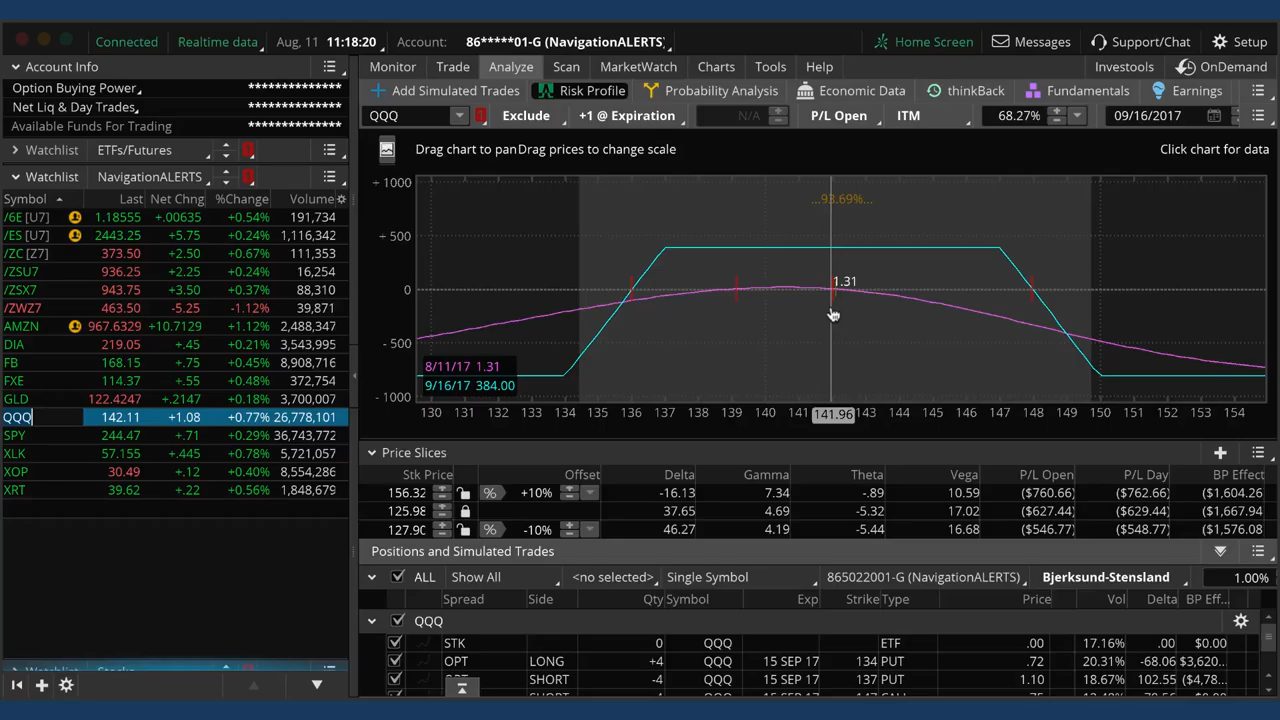 Connected Realtime data Aug, 11 11:18:20 Account: 86*****01-G (NavigationALERTS) Home Screen Messages Support/Chat Setup
Account Info
Option Buying Power **************
Net Liq & Day Trades **************
Available Funds For Trading **************
Watchlist ETFs/Futures
Watchlist NavigationALERTS
Symbol Last Net Chng %Change Volume
/6E [U7] 1.18555 +.00635 +0.54% 191,734
/ES [U7] 2443.25 +5.75 +0.24% 1,116,342
/ZC [Z7] 373.50 +2.50 +0.67% 111,353
/ZSU7 936.25 +2.25 +0.24% 16,254
/ZSX7 943.75 +3.50 +0.37% 88,310
/ZWZ7 463.50 -5.25 -1.12% 39,871
AMZN 967.6329 +10.7129 +1.12% 2,488,347
DIA 219.05 +.45 +0.21% 3,543,995
FB 168.15 +.75 +0.45% 8,908,716
FXE 114.37 +.55 +0.48% 372,754
GLD 122.4247 +.2147 +0.18% 3,700,007
QQQ 142.11 +1.08 +0.77% 26,778,101
SPY 244.47 +.71 +0.29% 36,743,772
XLK 57.155 +.445 +0.78% 5,721,057
XOP 30.49 +.12 +0.40% 8,554,286
XRT 39.62 +.22 +0.56% 1,848,679
Monitor Trade Analyze Scan MarketWatch Charts Tools Help Investools OnDemand
Add Simulated Trades Risk Profile Probability Analysis Economic Data thinkBack Fundamentals Earnings
QQQ Exclude +1 @ Expiration N/A P/L Open ITM 68.27% 09/16/2017
Drag chart to panDrag prices to change scale Click chart for data
+ 1000
...93.69%...
+ 500
1.31
0
- 500
8/11/17 1.31
9/16/17 384.00
- 1000
130 131 132 133 134 135 136 137 138 139 140 141 141.96 143 144 145 146 147 148 149 150 151 152 153 154
Price Slices
Stk Price Offset Delta Gamma Theta Vega P/L Open P/L Day BP Effect
156.32 % +10% -16.13 7.34 -.89 10.59 ($760.66) ($762.66) ($1,604.26)
125.98 37.65 4.69 -5.32 17.02 ($627.44) ($629.44) ($1,667.94)
127.90 % -10% 46.27 4.19 -5.44 16.68 ($546.77) ($548.77) ($1,576.08)
Positions and Simulated Trades
ALL Show All <no selected> Single Symbol 865022001-G (NavigationALERTS) Bjerksund-Stensland 1.00%
Spread Side Qty Symbol Exp Strike Type Price Vol Delta BP Eff...
QQQ
STK 0 QQQ ETF .00 17.16% .00 $0.00
OPT LONG +4 QQQ 15 SEP 17 134 PUT .72 20.31% -68.06 $3,620...
SHORT -4 QQQ 15 SEP 17 137 PUT 1.10 18.67% 102.55 ($4,78...